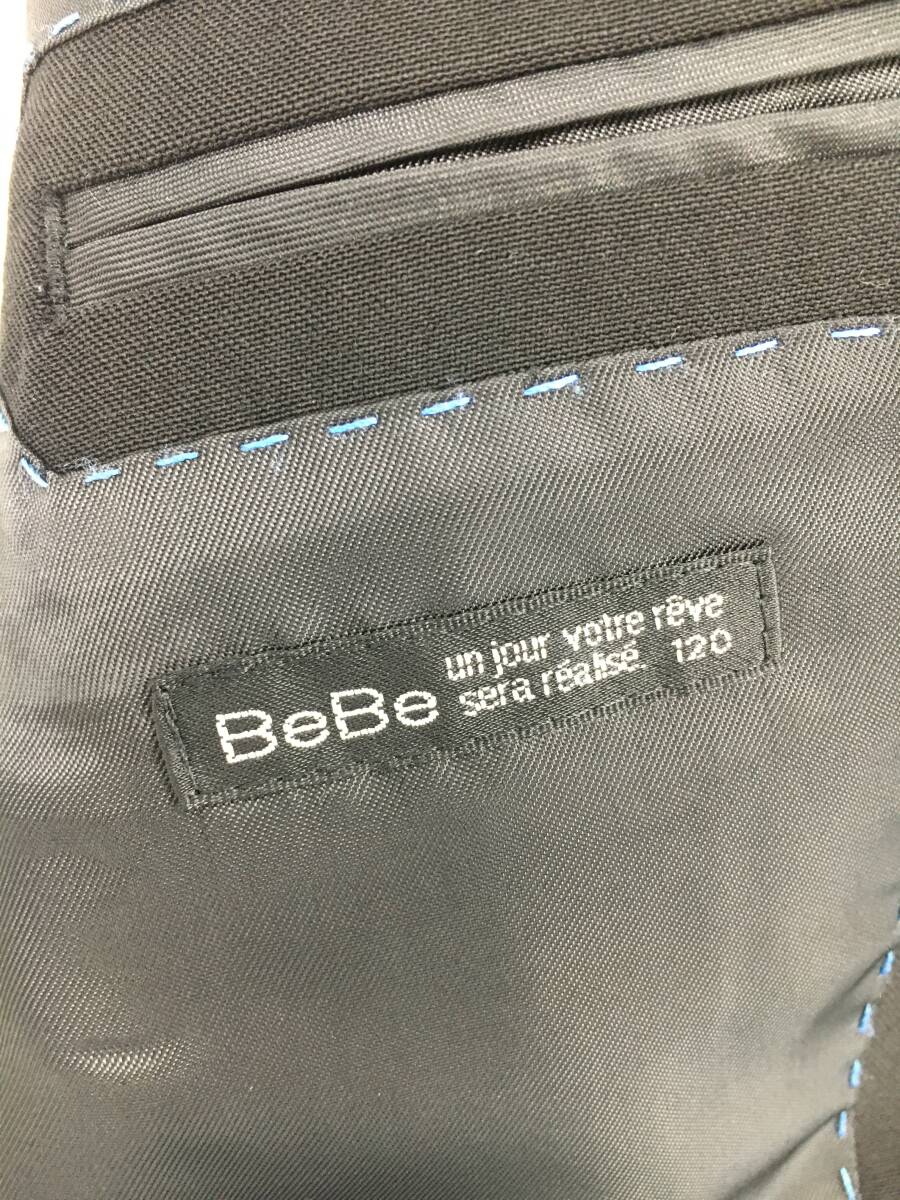 BeBe
un jour votre rêve
sera réalisé. 120